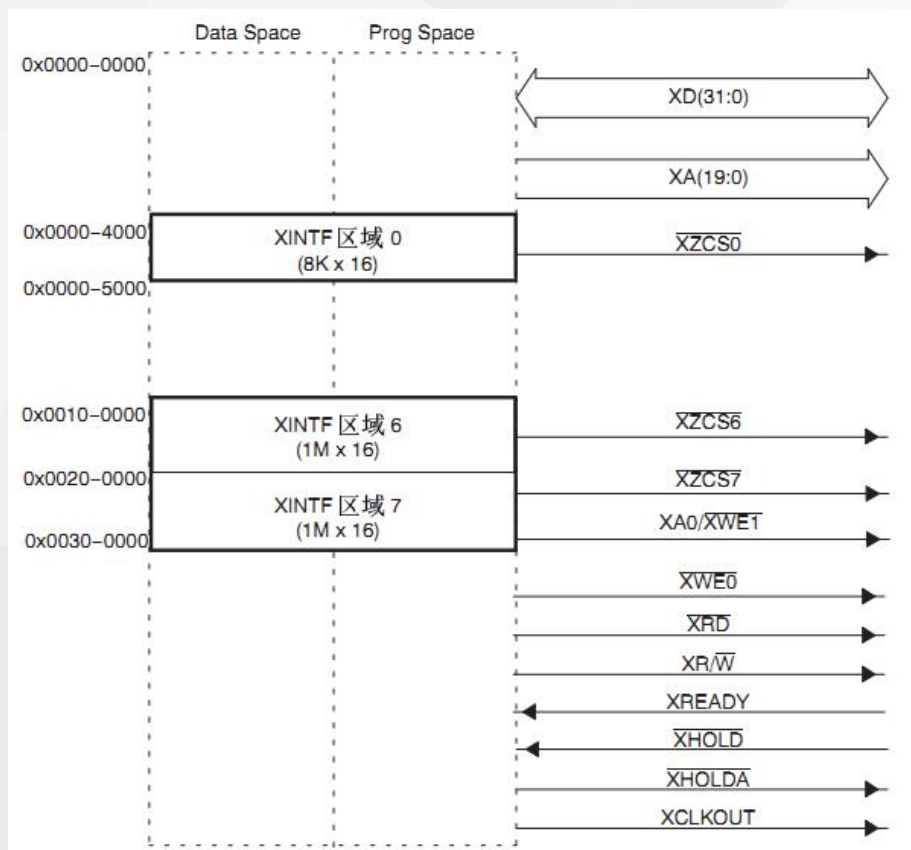 Data Space Prog Space
0x0000-0000
XD(31:0)
XA(19:0)
0x0000-4000
XINTF 区域 0
(8K x 16)
XZCS0
0x0000-5000
0x0010-0000
XINTF 区域 6
(1M x 16)
XZCS6
0x0020-0000
XZCS7
XINTF 区域 7
(1M x 16)
XA0/XWE1
0x0030-0000
XWE0
XRD
XR/W
XREADY
XHOLD
XHOLDA
XCLKOUT